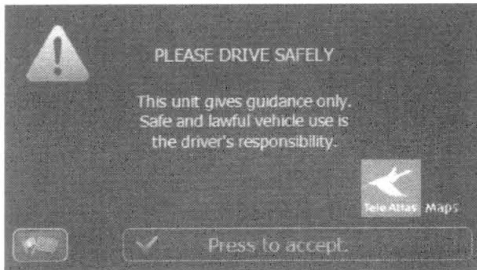 PLEASE DRIVE SAFELY
This unit gives guidance only.
Safe and lawful vehicle use is
the driver's responsibility.
Tele Atlas Maps
Press to accept.